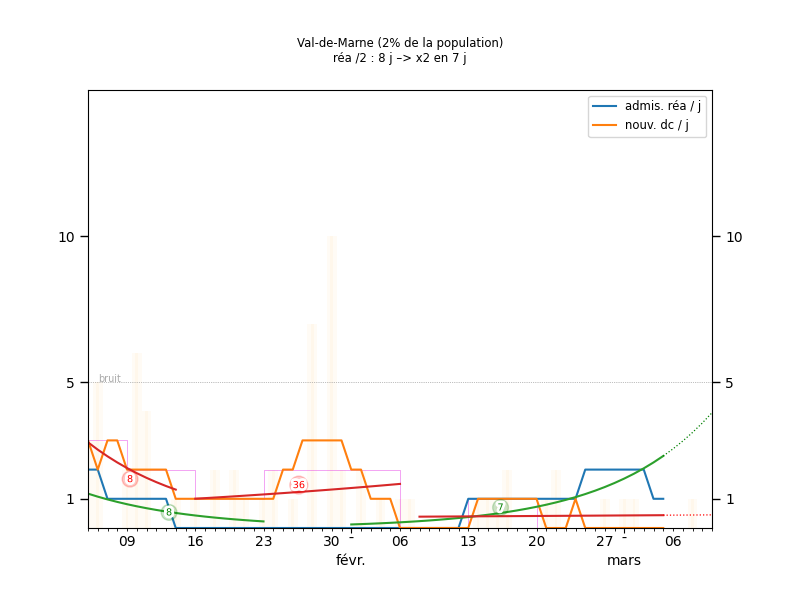 Val-de-Marne (2% de la population)
réa /2 : 8 j –> x2 en 7 j
admis. réa / j
nouv. dc / j
10 10
bruit
5 5
8
36
8
7
1 1
09 16 23 30 - 06 13 20 27 - 06
févr. mars